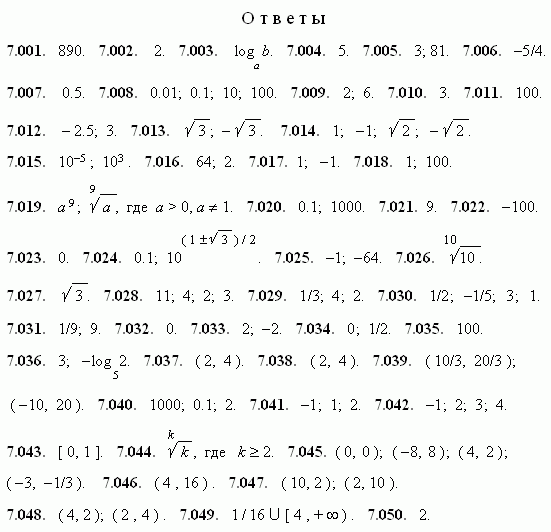 Ответы
7.001. 890. 7.002. 2. 7.003. logₐ b. 7.004. 5. 7.005. 3; 81. 7.006. –5/4.
7.007. 0.5. 7.008. 0.01; 0.1; 10; 100. 7.009. 2; 6. 7.010. 3. 7.011. 100.
7.012. –2.5; 3. 7.013. √3; –√3. 7.014. 1; –1; √2; –√2.
7.015. 10⁻⁵; 10³. 7.016. 64; 2. 7.017. 1; –1. 7.018. 1; 100.
7.019. a⁹; ⁹√a, где a > 0, a ≠ 1. 7.020. 0.1; 1000. 7.021. 9. 7.022. –100.
7.023. 0. 7.024. 0.1; 10^(1±√3)/2. 7.025. –1; –64. 7.026. ¹⁰√10.
7.027. √3. 7.028. 11; 4; 2; 3. 7.029. 1/3; 4; 2. 7.030. 1/2; –1/5; 3; 1.
7.031. 1/9; 9. 7.032. 0. 7.033. 2; –2. 7.034. 0; 1/2. 7.035. 100.
7.036. 3; –log₅ 2. 7.037. (2, 4). 7.038. (2, 4). 7.039. (10/3, 20/3);
(–10, 20). 7.040. 1000; 0.1; 2. 7.041. –1; 1; 2. 7.042. –1; 2; 3; 4.
7.043. [0, 1]. 7.044. ᵏ√k, где k ≥ 2. 7.045. (0, 0); (–8, 8); (4, 2);
(–3, –1/3). 7.046. (4, 16). 7.047. (10, 2); (2, 10).
7.048. (4, 2); (2, 4). 7.049. 1/16 U [4, +∞). 7.050. 2.